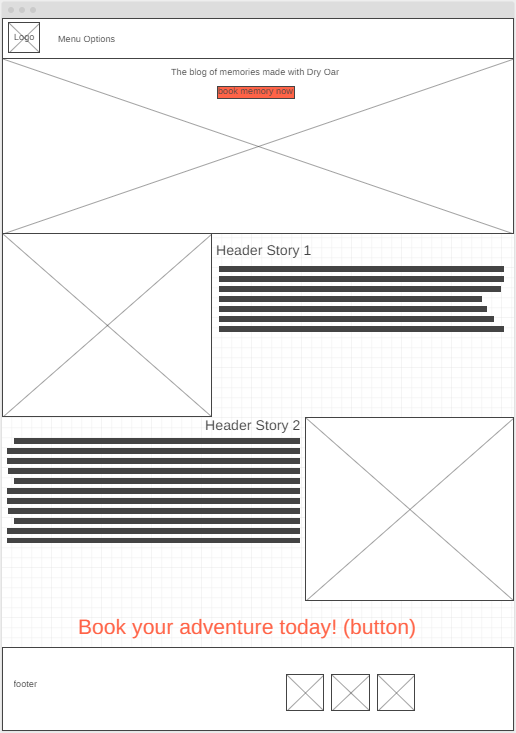 Logo
Menu Options
The blog of memories made with Dry Oar
book memory now
Header Story 1
Header Story 2
Book your adventure today! (button)
footer